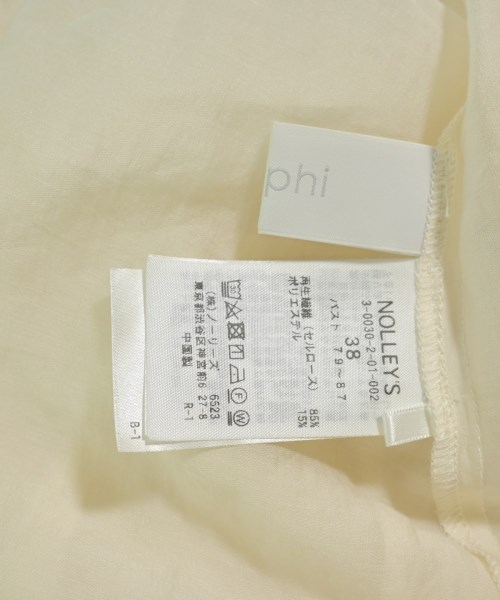 phi
NOLLEY'S
3-0030-2-01-002
38
バスト 79~87
再生繊維(セルロース) 85%
ポリエステル 15%
(株)ノーリーズ 6523
東京都渋谷区神宮前6-27-8
中国製 R-1
B-1